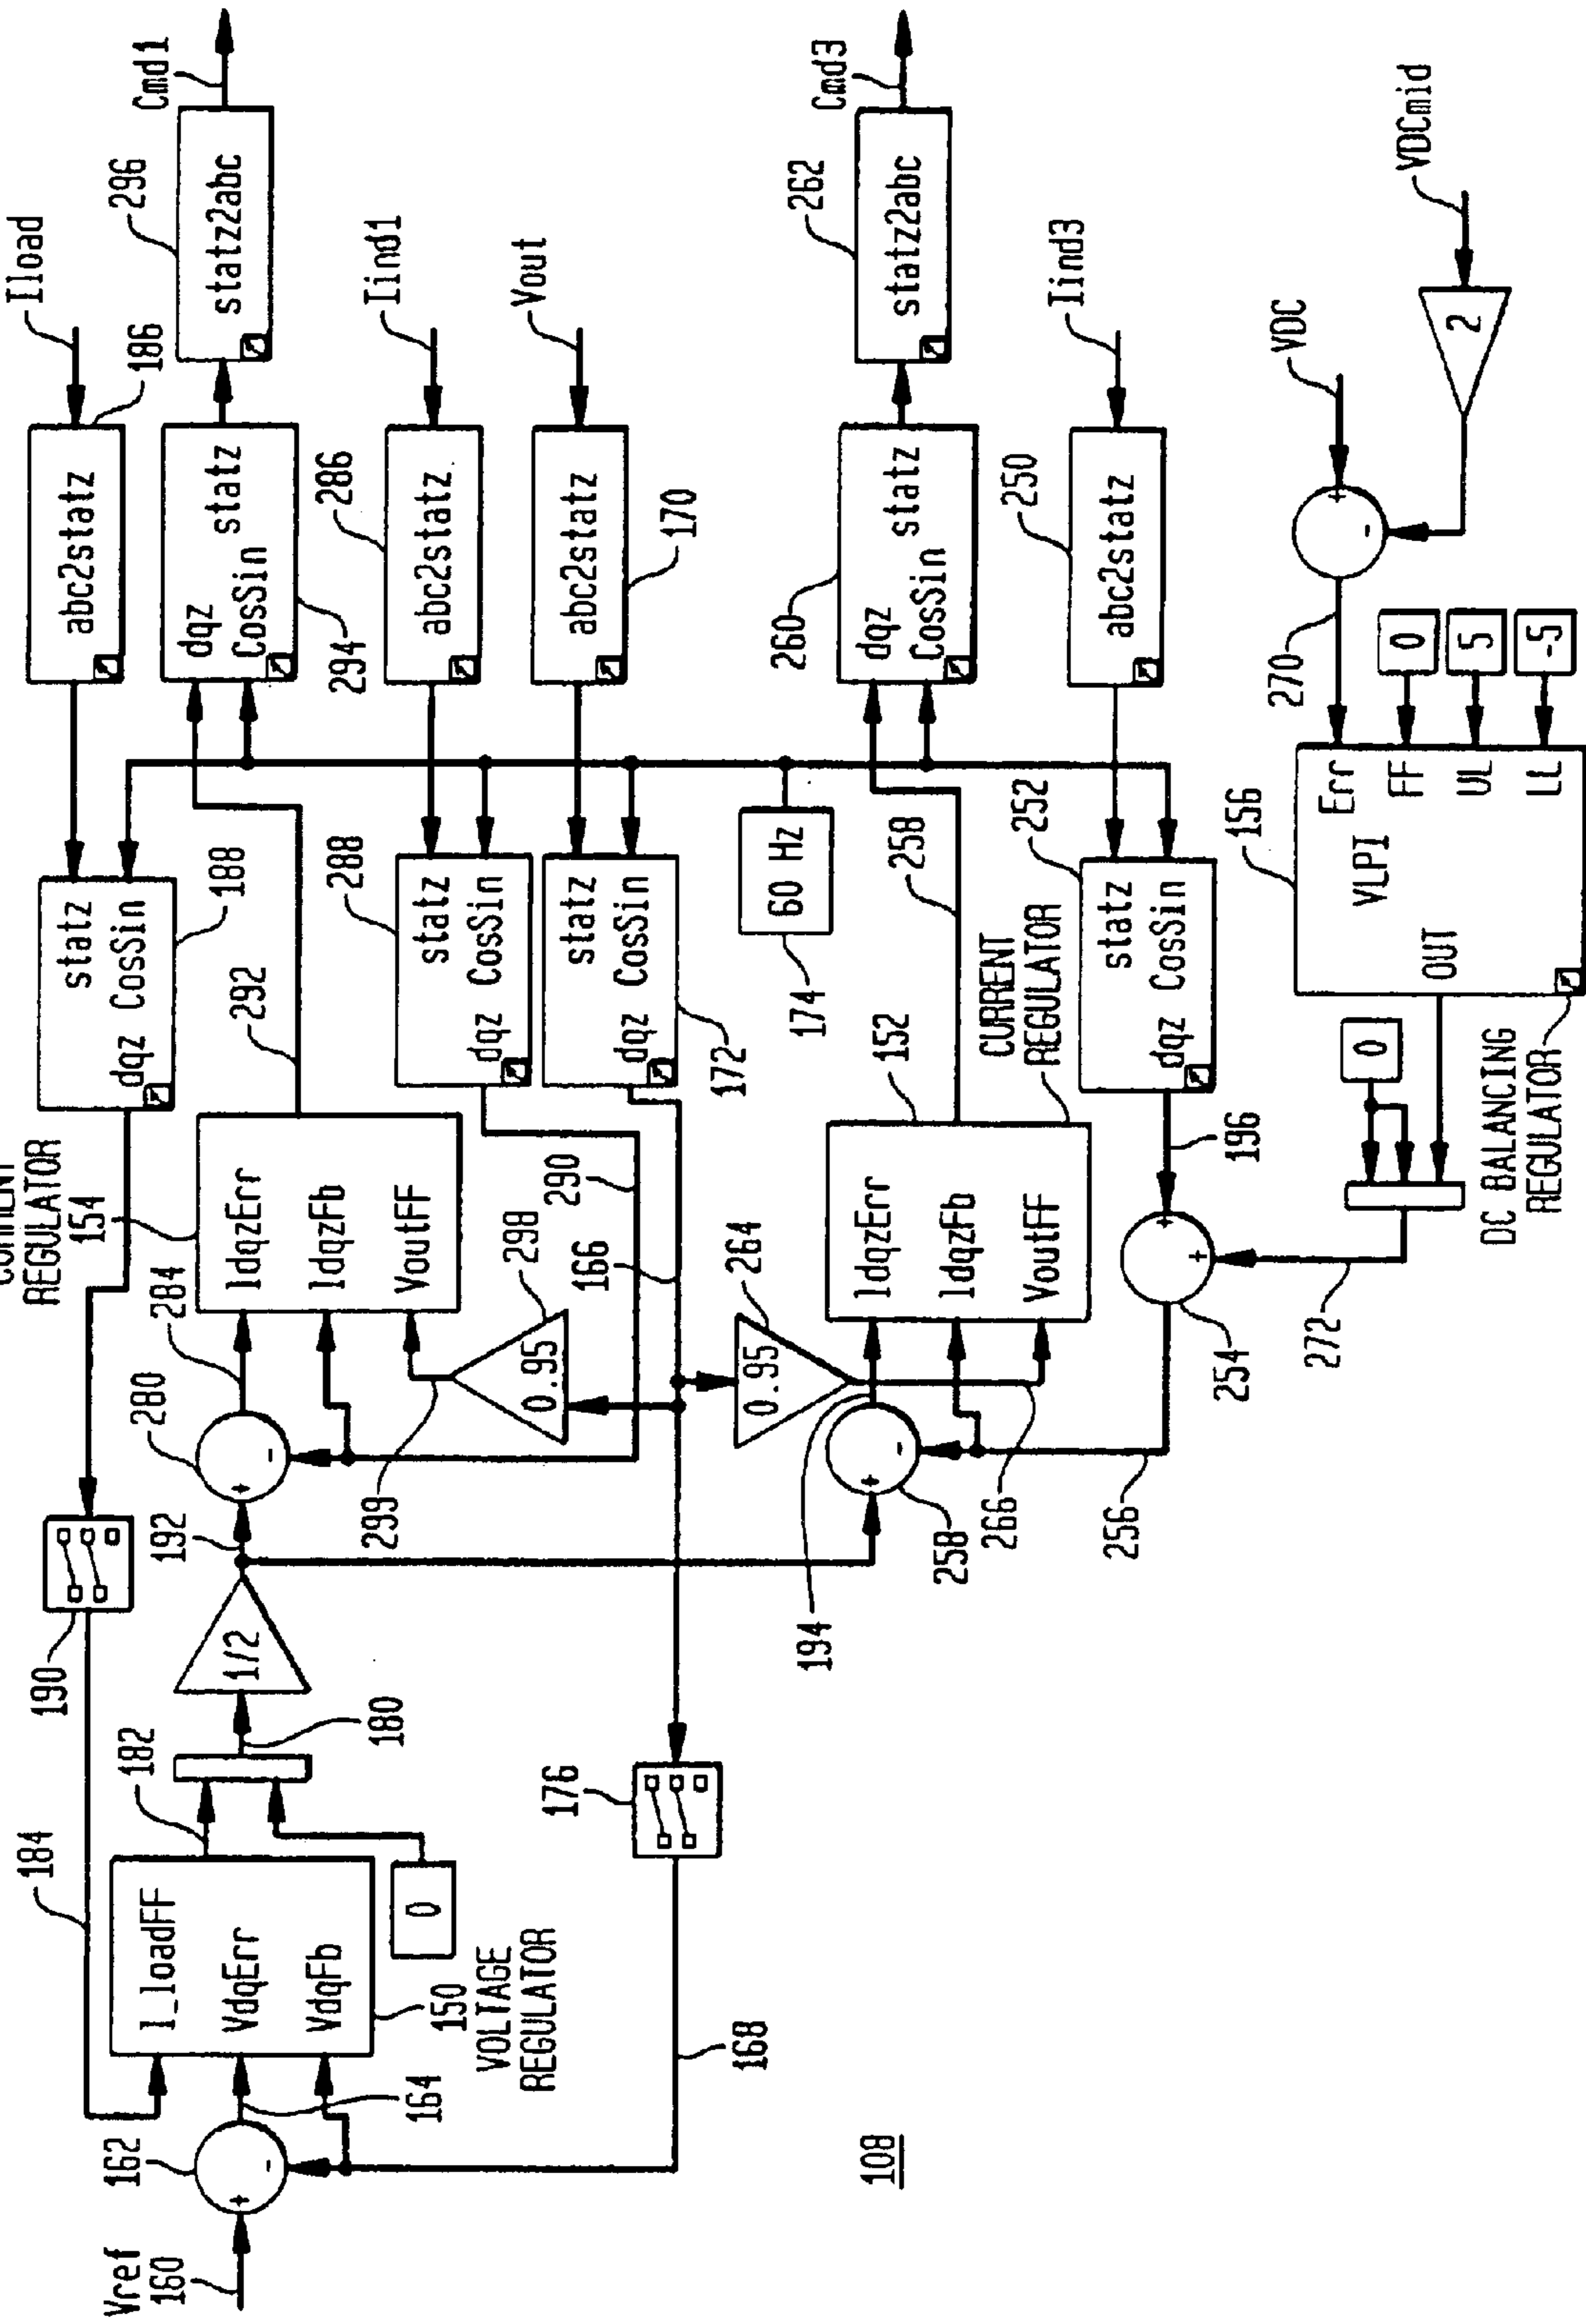 Vref
160
162
164
184
I_loadFF
VdqErr
VdqFb
150
VOLTAGE
REGULATOR
0
182
180
1/2
190
192
280
284
REGULATOR
154
IdqzErr
IdqzFb
VoutFF
292
statz
dqz CosSin
188
abc2statz
186
Iload
dqz statz
CosSin
294
statz2abc
296
Cmd1
299
0.95
298
290
288
statz
dqz CosSin
abc2statz
286
Iind1
166
statz
dqz CosSin
172
abc2statz
170
Vout
168
176
60 Hz
174
194
258
0.95
264
266
IdqzErr
IdqzFb
VoutFF
152
CURRENT
REGULATOR
258
dqz statz
CosSin
260
statz2abc
262
Cmd3
256
254
196
statz
dqz CosSin
252
abc2statz
250
Iind3
272
0
DC BALANCING
REGULATOR
OUT
VLPI
Err
FF
UL
LL
156
270
0
5
-5
+
-
VDC
2
VDCmid
108